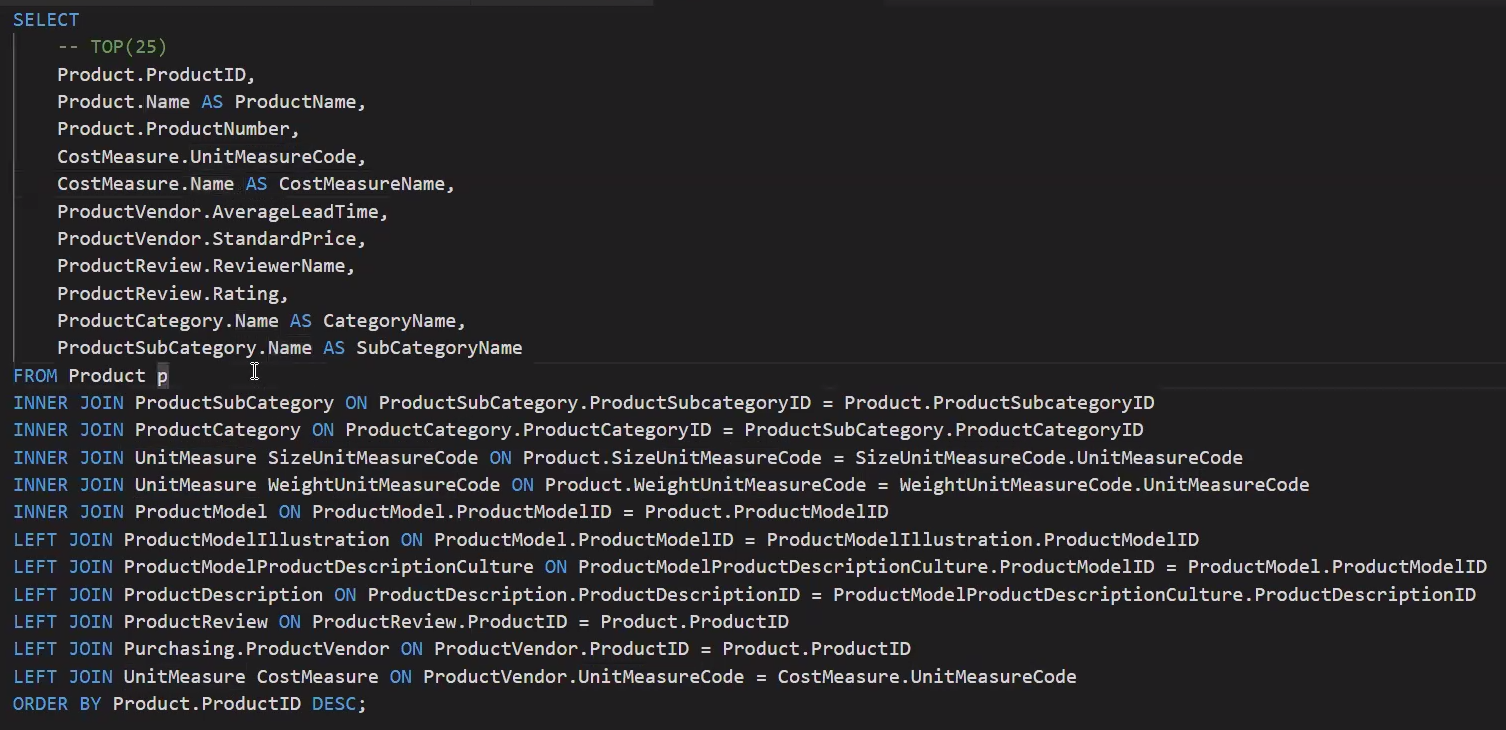 SELECT
-- TOP(25)
Product.ProductID,
Product.Name AS ProductName,
Product.ProductNumber,
CostMeasure.UnitMeasureCode,
CostMeasure.Name AS CostMeasureName,
ProductVendor.AverageLeadTime,
ProductVendor.StandardPrice,
ProductReview.ReviewerName,
ProductReview.Rating,
ProductCategory.Name AS CategoryName,
ProductSubCategory.Name AS SubCategoryName
FROM Product p
INNER JOIN ProductSubCategory ON ProductSubCategory.ProductSubcategoryID = Product.ProductSubcategoryID
INNER JOIN ProductCategory ON ProductCategory.ProductCategoryID = ProductSubCategory.ProductCategoryID
INNER JOIN UnitMeasure SizeUnitMeasureCode ON Product.SizeUnitMeasureCode = SizeUnitMeasureCode.UnitMeasureCode
INNER JOIN UnitMeasure WeightUnitMeasureCode ON Product.WeightUnitMeasureCode = WeightUnitMeasureCode.UnitMeasureCode
INNER JOIN ProductModel ON ProductModel.ProductModelID = Product.ProductModelID
LEFT JOIN ProductModelIllustration ON ProductModel.ProductModelID = ProductModelIllustration.ProductModelID
LEFT JOIN ProductModelProductDescriptionCulture ON ProductModelProductDescriptionCulture.ProductModelID = ProductModel.ProductModelID
LEFT JOIN ProductDescription ON ProductDescription.ProductDescriptionID = ProductModelProductDescriptionCulture.ProductDescriptionID
LEFT JOIN ProductReview ON ProductReview.ProductID = Product.ProductID
LEFT JOIN Purchasing.ProductVendor ON ProductVendor.ProductID = Product.ProductID
LEFT JOIN UnitMeasure CostMeasure ON ProductVendor.UnitMeasureCode = CostMeasure.UnitMeasureCode
ORDER BY Product.ProductID DESC;